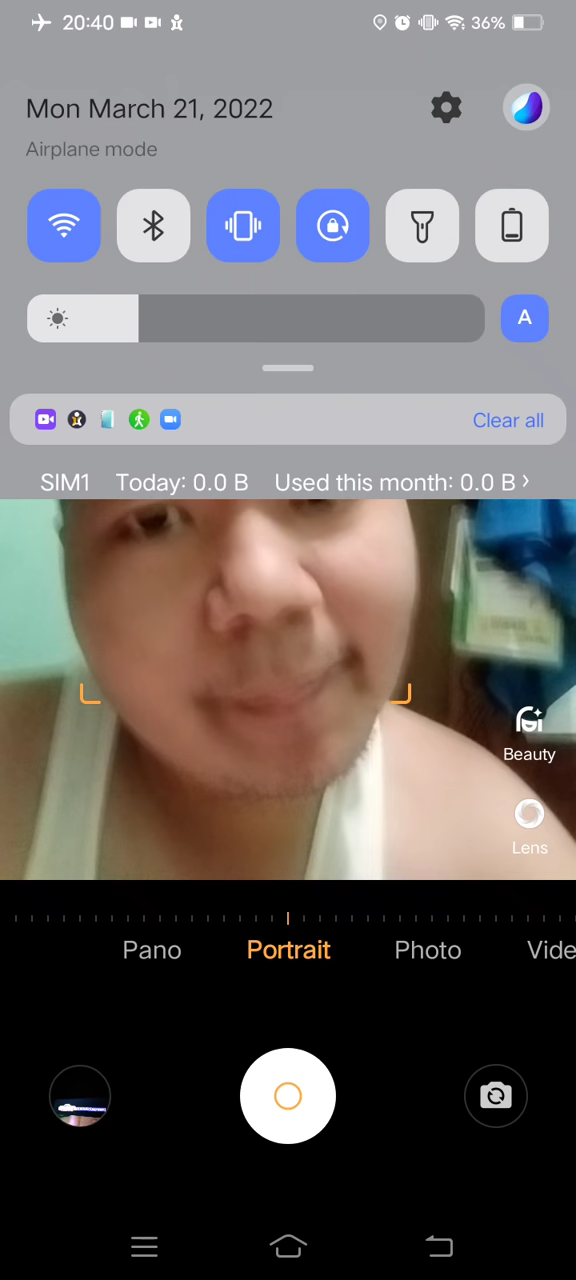 20:40 36%
Mon March 21, 2022
Airplane mode
A
Clear all
SIM1 Today: 0.0 B Used this month: 0.0 B ›
Beauty
Lens
Pano Portrait Photo Vide